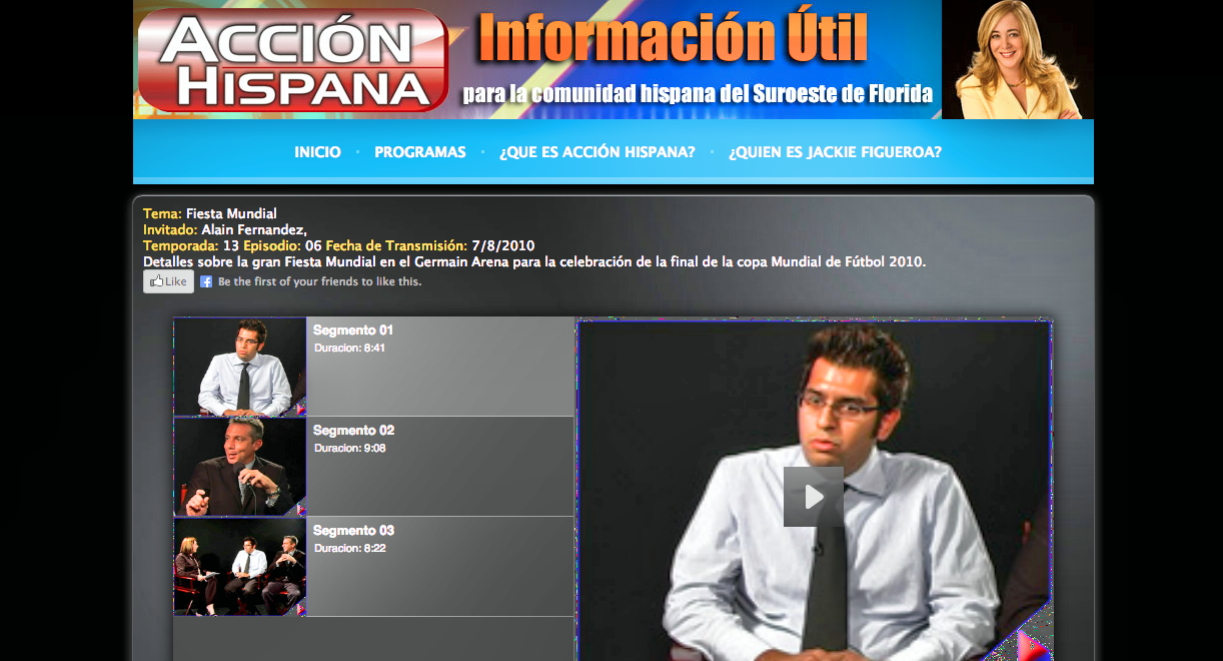 ACCIÓN
HISPANA
Información Útil
para la comunidad hispana del Suroeste de Florida
INICIO · PROGRAMAS · ¿QUE ES ACCIÓN HISPANA? · ¿QUIEN ES JACKIE FIGUEROA?
Tema: Fiesta Mundial
Invitado: Alain Fernandez,
Temporada: 13 Episodio: 06 Fecha de Transmisión: 7/8/2010
Detalles sobre la gran Fiesta Mundial en el Germain Arena para la celebración de la final de la copa Mundial de Fútbol 2010.
Like Be the first of your friends to like this.
Segmento 01
Duracion: 8:41
Segmento 02
Duracion: 9:08
Segmento 03
Duracion: 8:22